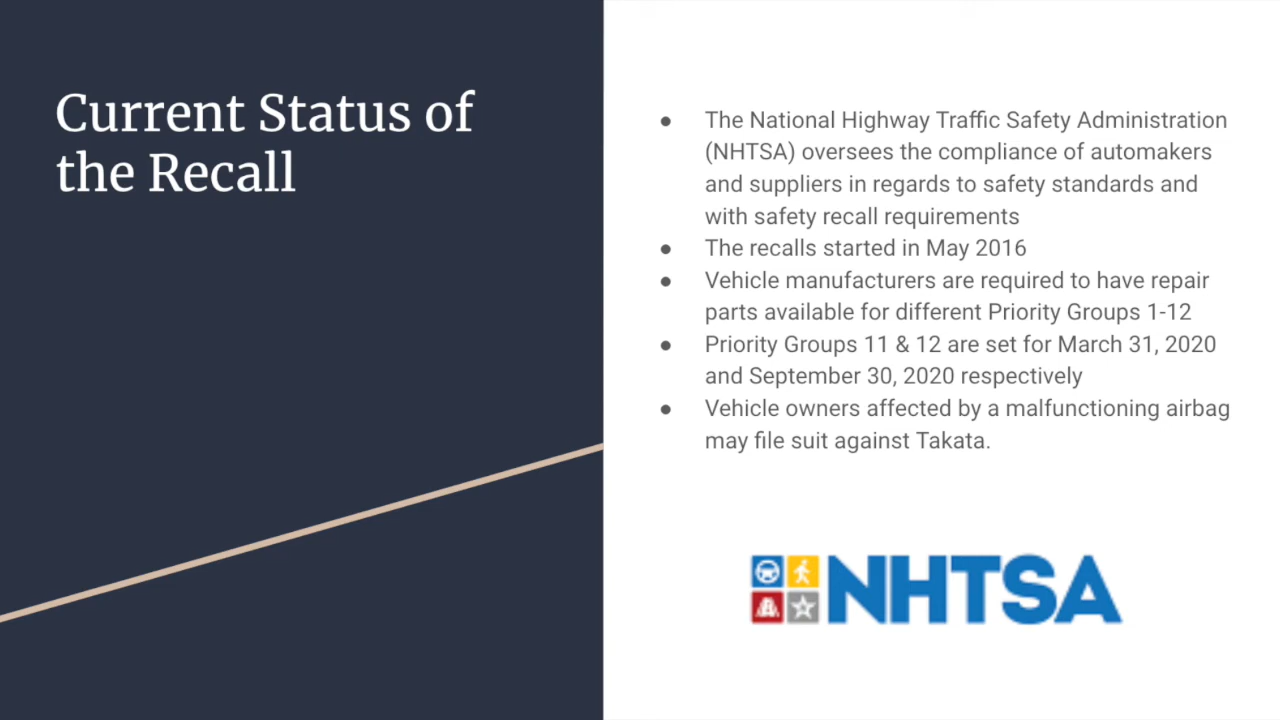 Current Status of
the Recall
● The National Highway Traffic Safety Administration
(NHTSA) oversees the compliance of automakers
and suppliers in regards to safety standards and
with safety recall requirements
● The recalls started in May 2016
● Vehicle manufacturers are required to have repair
parts available for different Priority Groups 1-12
● Priority Groups 11 & 12 are set for March 31, 2020
and September 30, 2020 respectively
● Vehicle owners affected by a malfunctioning airbag
may file suit against Takata.
NHTSA